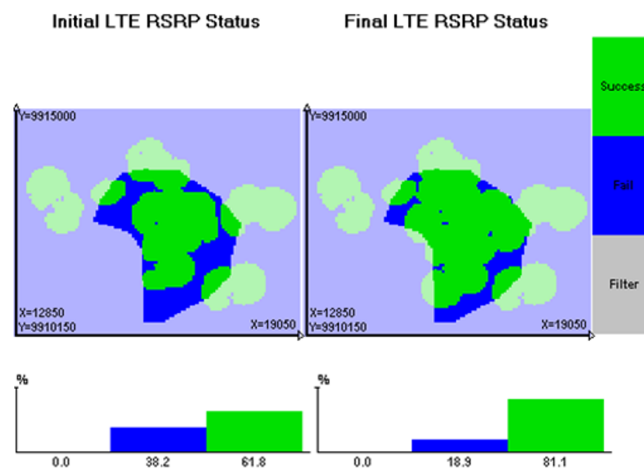 Initial LTE RSRP Status
Final LTE RSRP Status
Success
Fail
Filter
Y=9915000
X=12850
Y=9910150
X=19050
Y=9915000
X=12850
Y=9910150
X=19050
%
0.0
38.2
61.8
%
0.0
18.9
81.1